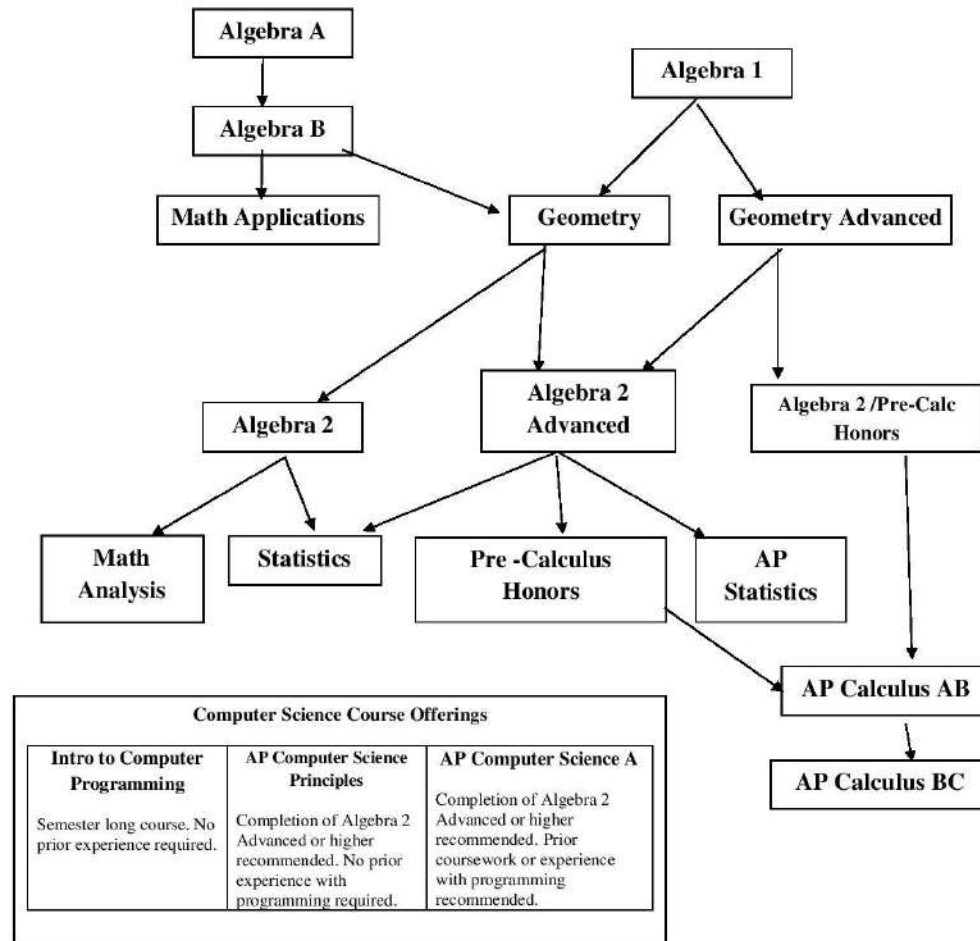 Algebra A
Algebra 1
Algebra B
Math Applications
Geometry
Geometry Advanced
Algebra 2
Algebra 2
Advanced
Algebra 2 /Pre-Calc
Honors
Math
Analysis
Statistics
Pre -Calculus
Honors
AP
Statistics
AP Calculus AB
AP Calculus BC
Computer Science Course Offerings
Intro to Computer
Programming
Semester long course. No
prior experience required.
AP Computer Science
Principles
Completion of Algebra 2
Advanced or higher
recommended. No prior
experience with
programming required.
AP Computer Science A
Completion of Algebra 2
Advanced or higher
recommended. Prior
coursework or experience
with programming
recommended.